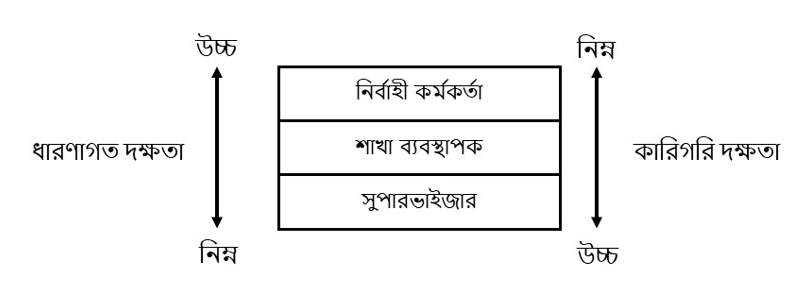 উচ্চ
নিম্ন
নির্বাহী কর্মকর্তা
ধারণাগত দক্ষতা
শাখা ব্যবস্থাপক
কারিগরি দক্ষতা
সুপারভাইজার
নিম্ন
উচ্চ